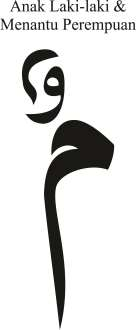 Anak Laki-laki &
Menantu Perempuan
و
م